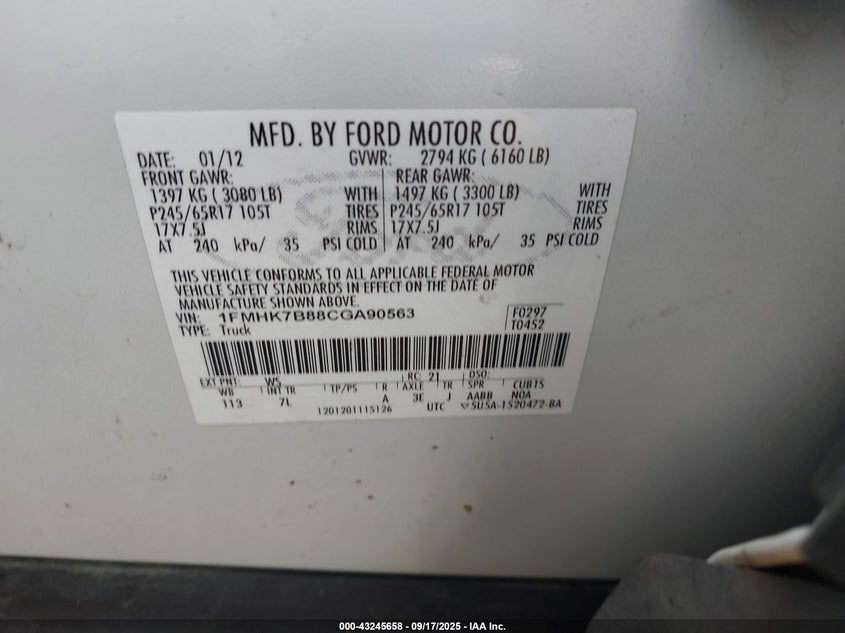 MFD. BY FORD MOTOR CO.
DATE: 01/12 GVWR: 2794 KG ( 6160 LB)
FRONT GAWR: REAR GAWR:
1397 KG ( 3080 LB) WITH 1497 KG ( 3300 LB) WITH
P245/65R17 105T TIRES P245/65R17 105T TIRES
17X7.5J RIMS 17X7.5J RIMS
AT 240 kPa/ 35 PSI COLD AT 240 kPa/ 35 PSI COLD
THIS VEHICLE CONFORMS TO ALL APPLICABLE FEDERAL MOTOR
VEHICLE SAFETY STANDARDS IN EFFECT ON THE DATE OF
MANUFACTURE SHOWN ABOVE.
VIN: 1FMHK7B88CGA90563 F0297
TYPE: Truck T0452
EXT PNT: WS RC: 21 DSO:
WB INT TR TP/PS R AXLE TR SPR CUBTS
113 7L A 3E J AABB NOA
1201201115126 UTC ▽5U5A-1520472-BA
000-43245658 - 09/17/2025 - IAA Inc.